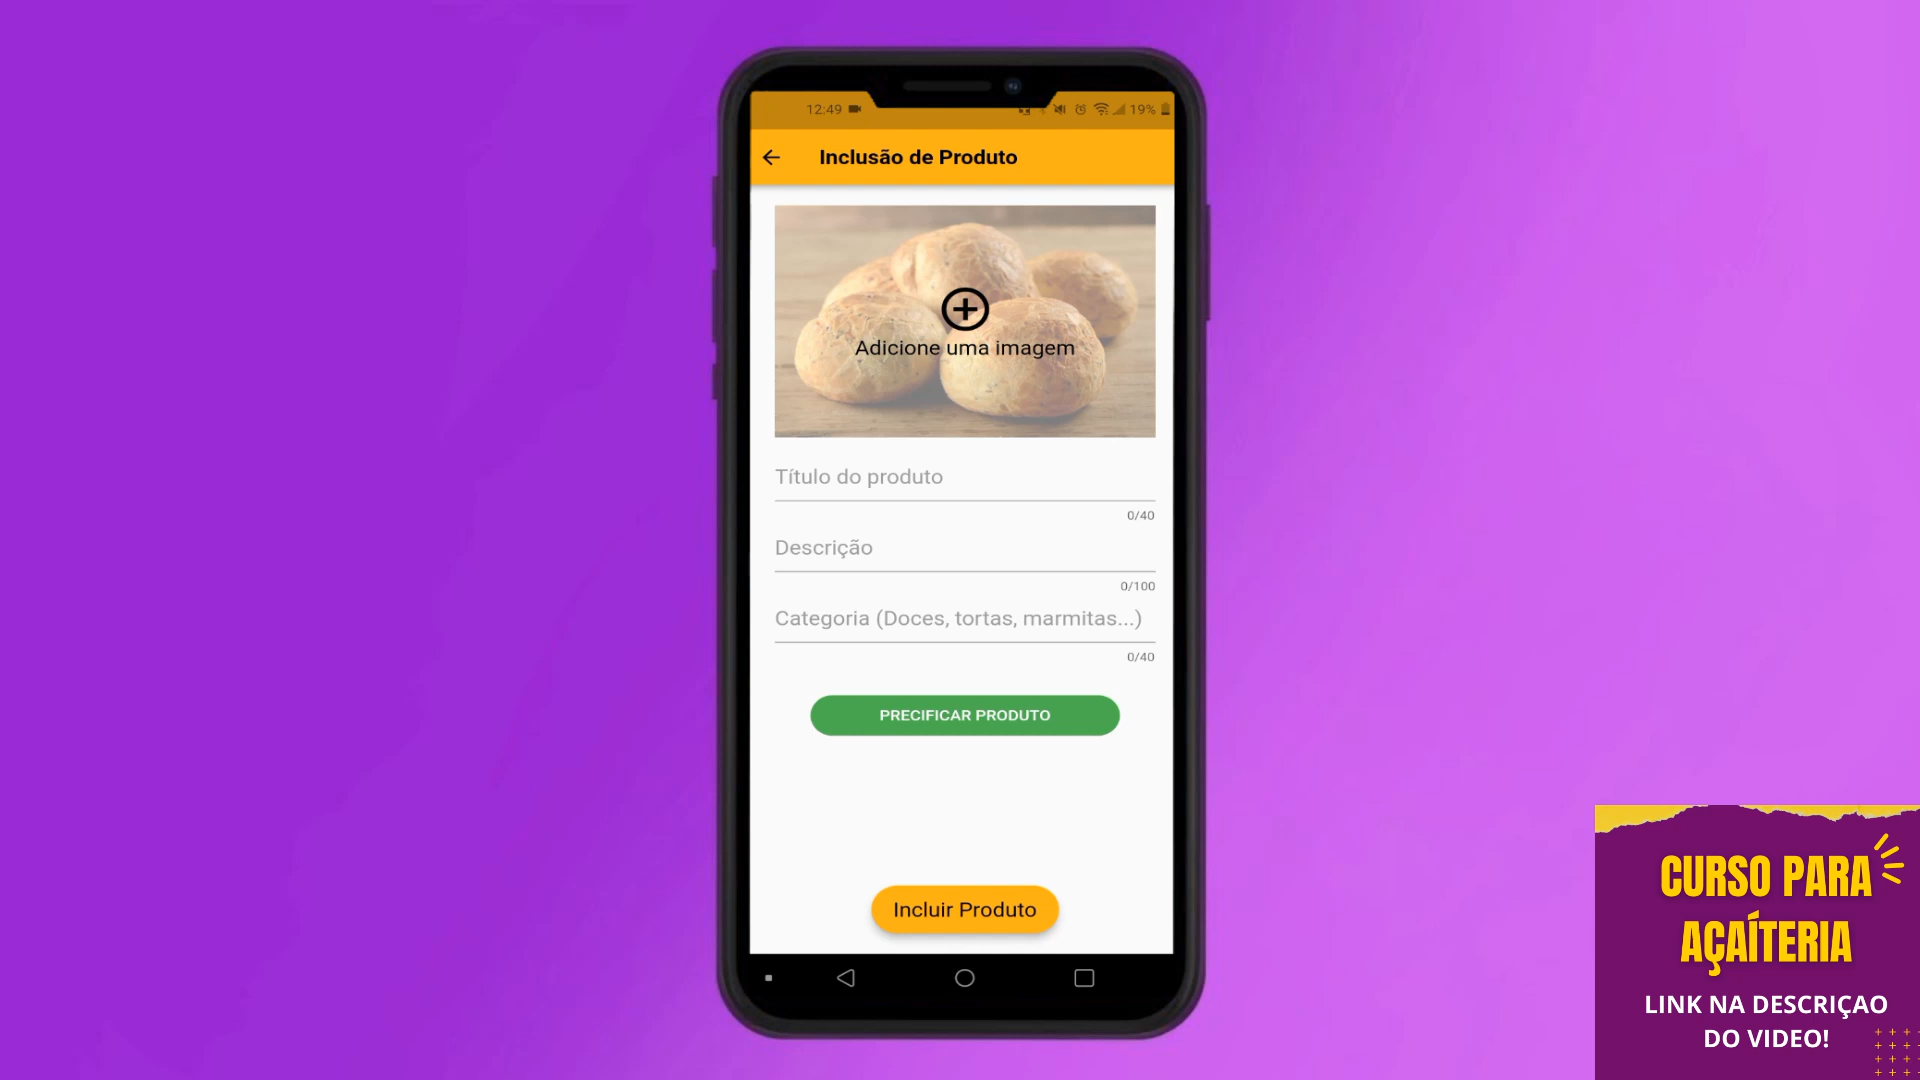 12:49
19%
Inclusão de Produto
Adicione uma imagem
Título do produto
0/40
Descrição
0/100
Categoria (Doces, tortas, marmitas...)
0/40
PRECIFICAR PRODUTO
Incluir Produto
CURSO PARA
AÇAÍTERIA
LINK NA DESCRIÇAO
DO VIDEO!